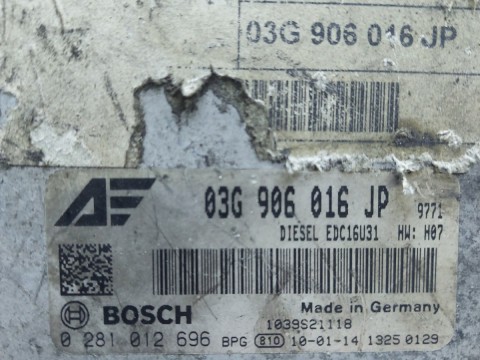 03G 906 016 JP
03G 906 016 JP 9771
DIESEL EDC16U31 HW: H07
BOSCH Made in Germany
1039S21118
0 281 012 696 BPG 810 10-01-14 1325 0129